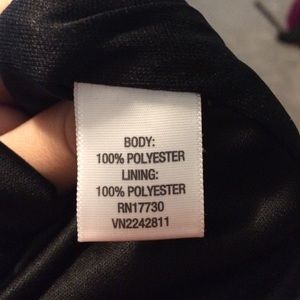 BODY:
100% POLYESTER
LINING:
100% POLYESTER
RN17730
VN2242811